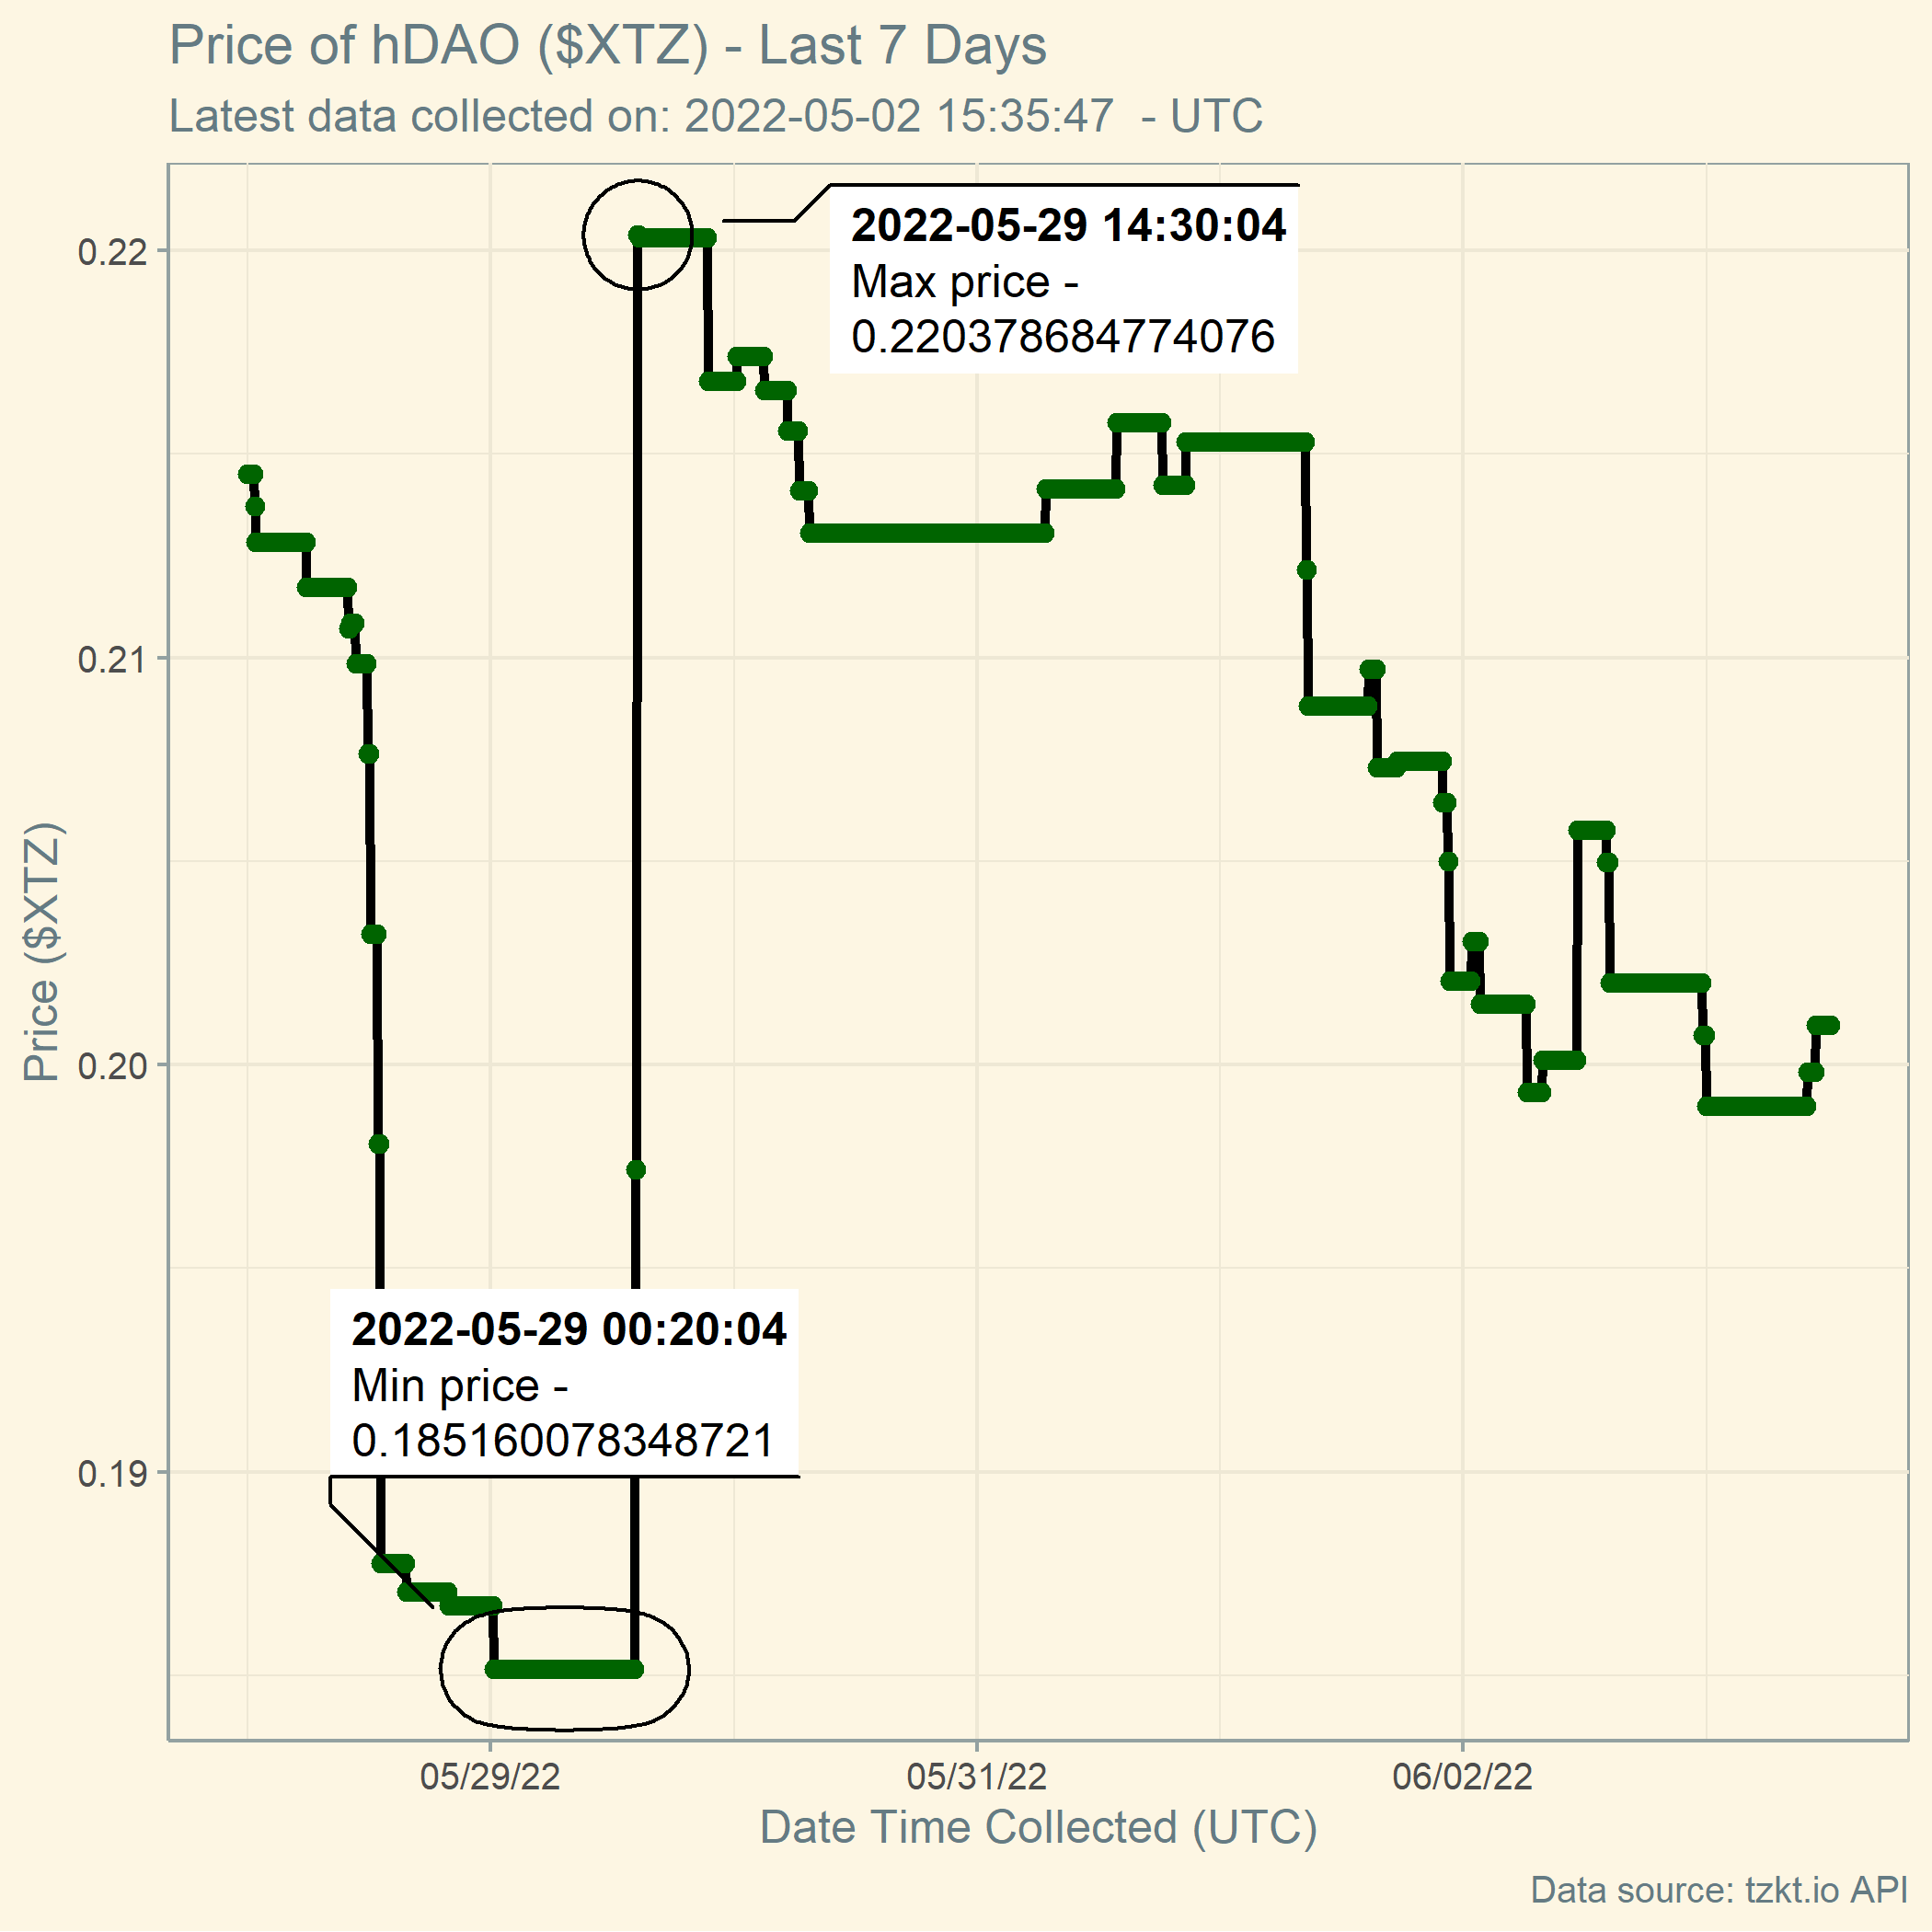 Price of hDAO ($XTZ) - Last 7 Days
Latest data collected on: 2022-05-02 15:35:47  - UTC
2022-05-29 14:30:04
Max price -
0.220378684774076
0.22
0.21
Price ($XTZ)
0.20
2022-05-29 00:20:04
Min price -
0.185160078348721
0.19
05/29/22
05/31/22
06/02/22
Date Time Collected (UTC)
Data source: tzkt.io API